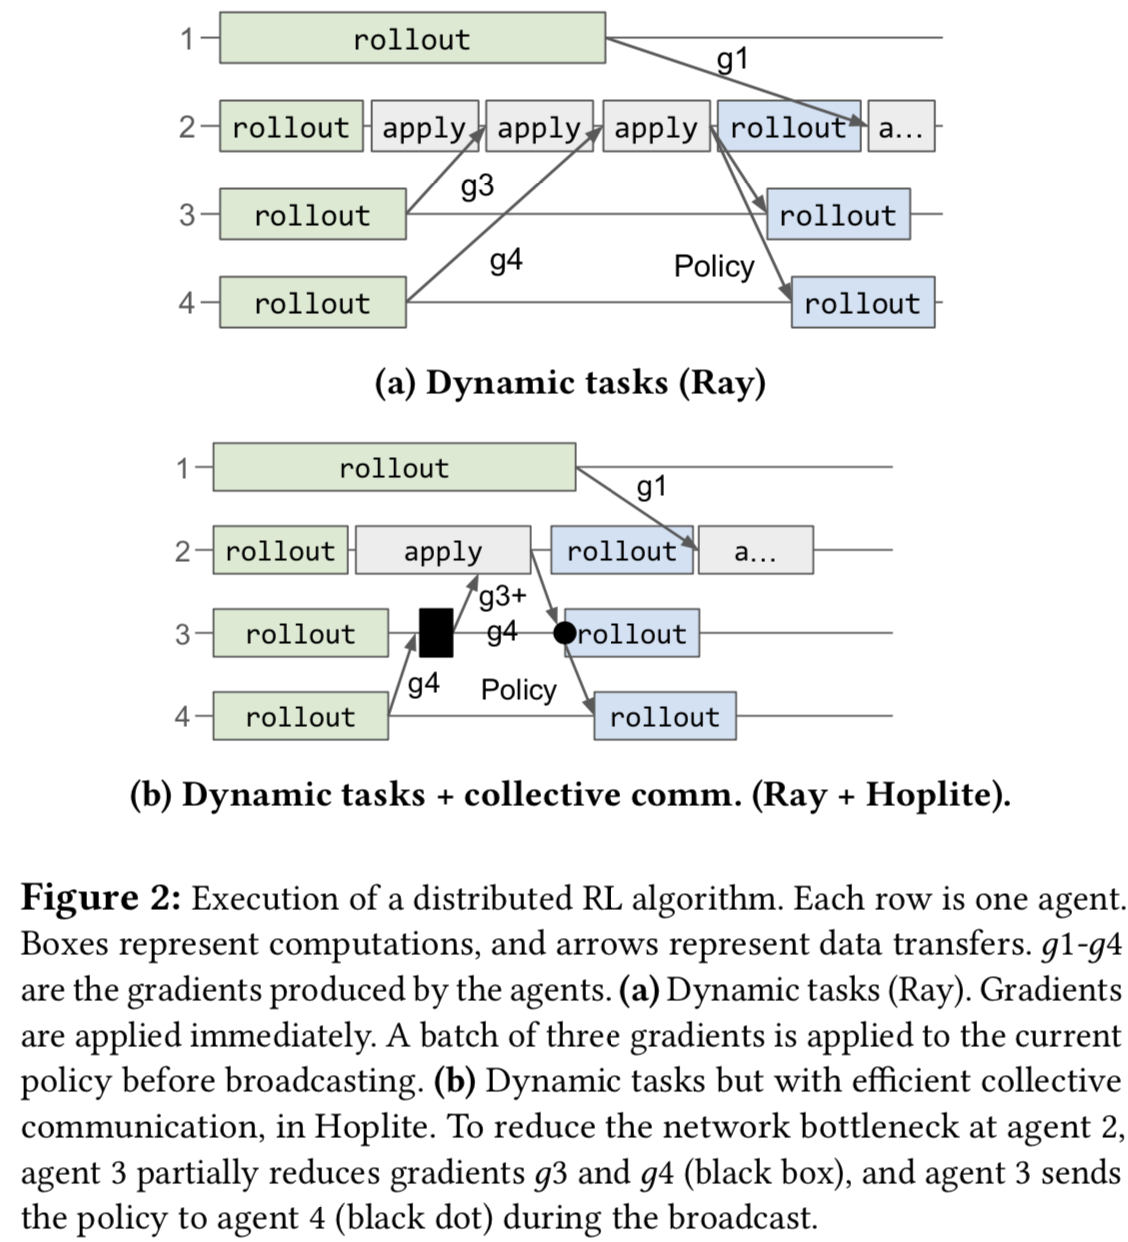 1 rollout
g1
2 rollout apply apply apply rollout a...
g3
3 rollout rollout
g4 Policy
4 rollout rollout
(a) Dynamic tasks (Ray)
1 rollout
g1
2 rollout apply rollout a...
g3+
3 rollout g4 rollout
g4 Policy
4 rollout rollout
(b) Dynamic tasks + collective comm. (Ray + Hoplite).
Figure 2: Execution of a distributed RL algorithm. Each row is one agent.
Boxes represent computations, and arrows represent data transfers. g1-g4
are the gradients produced by the agents. (a) Dynamic tasks (Ray). Gradients
are applied immediately. A batch of three gradients is applied to the current
policy before broadcasting. (b) Dynamic tasks but with efficient collective
communication, in Hoplite. To reduce the network bottleneck at agent 2,
agent 3 partially reduces gradients g3 and g4 (black box), and agent 3 sends
the policy to agent 4 (black dot) during the broadcast.